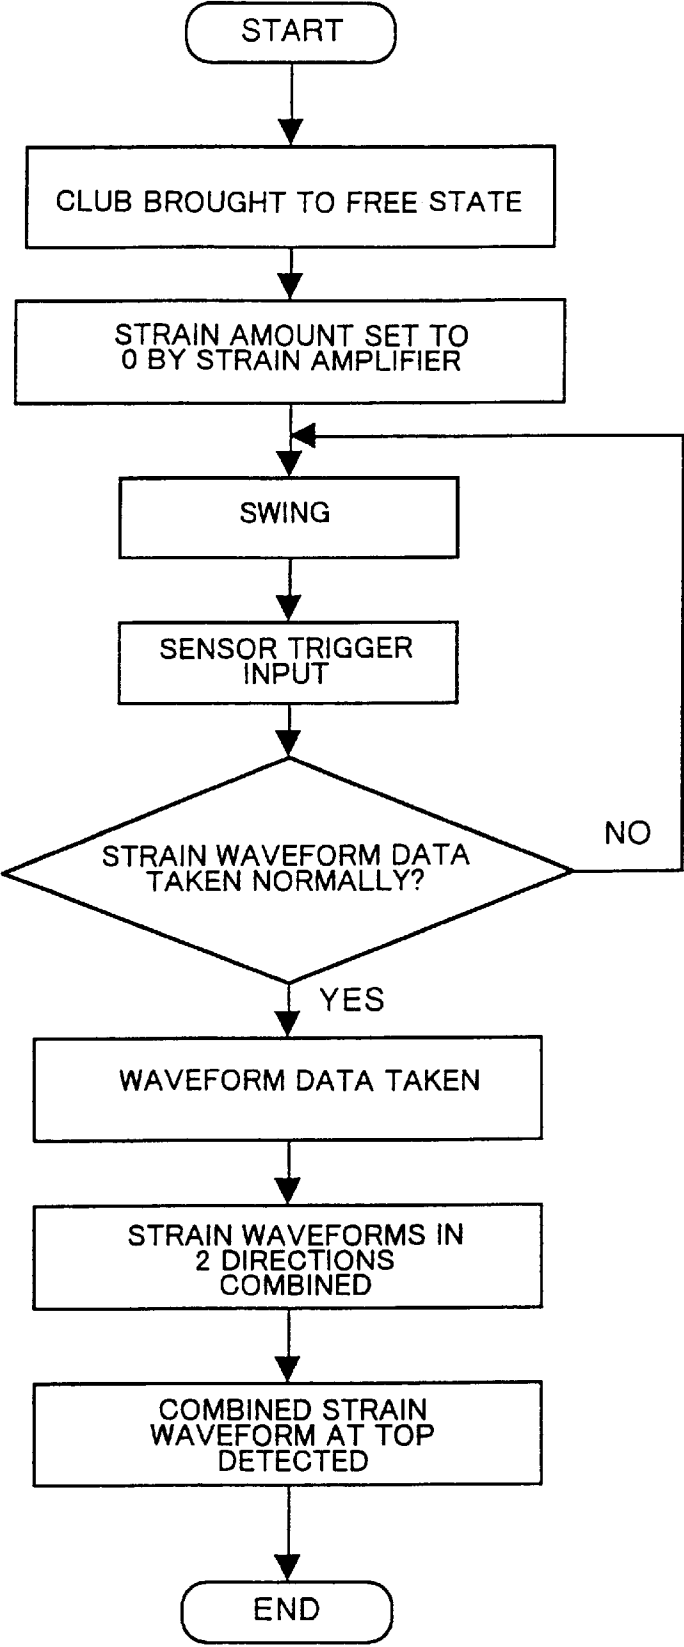 START
CLUB BROUGHT TO FREE STATE
STRAIN AMOUNT SET TO
0 BY STRAIN AMPLIFIER
SWING
SENSOR TRIGGER
INPUT
STRAIN WAVEFORM DATA
TAKEN NORMALLY?
NO
YES
WAVEFORM DATA TAKEN
STRAIN WAVEFORMS IN
2 DIRECTIONS
COMBINED
COMBINED STRAIN
WAVEFORM AT TOP
DETECTED
END